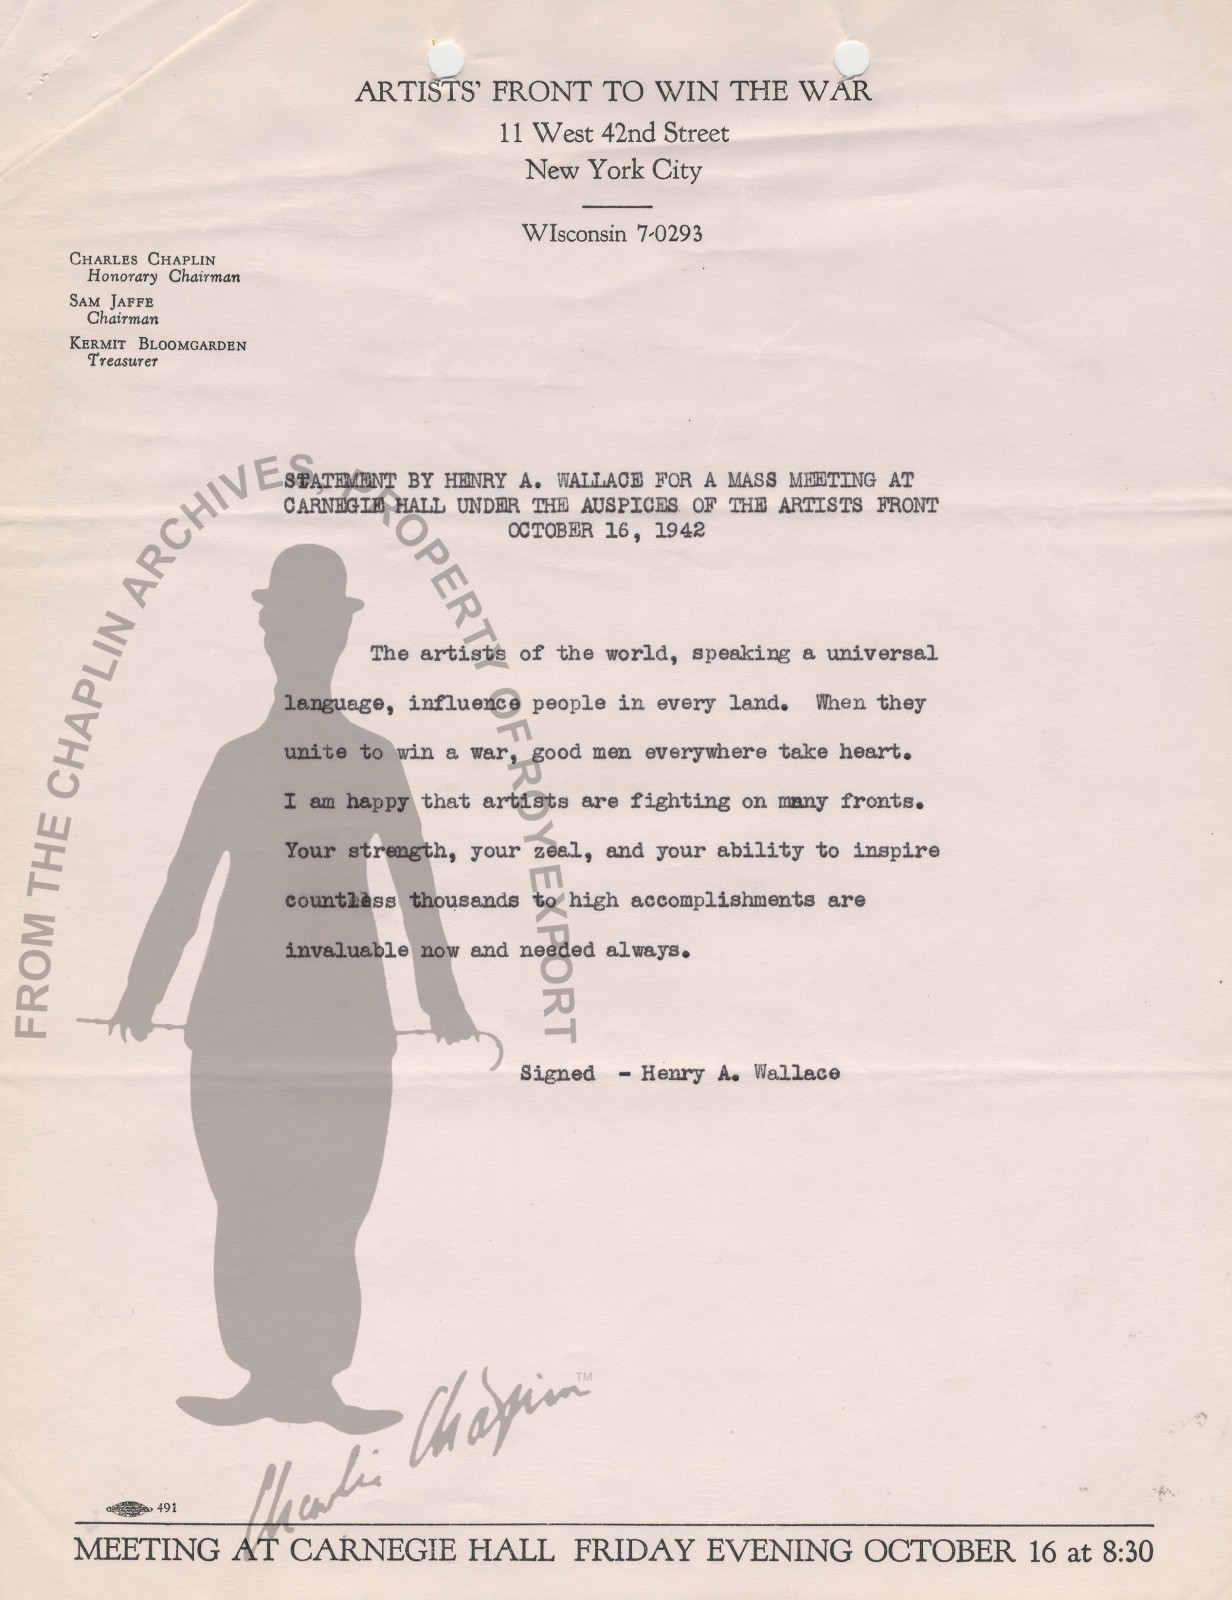 ARTISTS' FRONT TO WIN THE WAR
11 West 42nd Street
New York City
WIsconsin 7-0293
CHARLES CHAPLIN
Honorary Chairman
SAM JAFFE
Chairman
KERMIT BLOOMGARDEN
Treasurer
STATEMENT BY HENRY A. WALLACE FOR A MASS MEETING AT
CARNEGIE HALL UNDER THE AUSPICES OF THE ARTISTS FRONT
OCTOBER 16, 1942
The artists of the world, speaking a universal
language, influence people in every land. When they
unite to win a war, good men everywhere take heart.
I am happy that artists are fighting on many fronts.
Your strength, your zeal, and your ability to inspire
countless thousands to high accomplishments are
invaluable now and needed always.
Signed - Henry A. Wallace
FROM THE CHAPLIN ARCHIVES, PROPERTY OF ROY EXPORT
Charlie Chaplin TM
491
MEETING AT CARNEGIE HALL FRIDAY EVENING OCTOBER 16 at 8:30